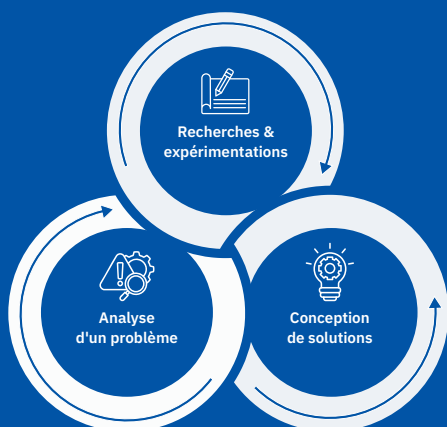 Recherches &
expérimentations
Analyse
d'un problème
Conception
de solutions